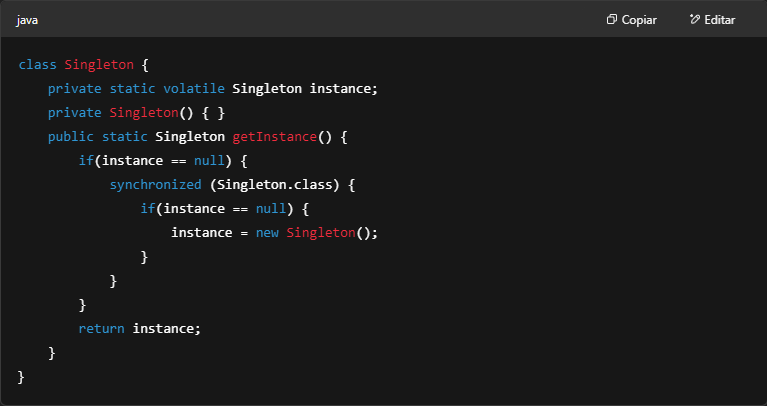 java Copiar Editar
class Singleton {
    private static volatile Singleton instance;
    private Singleton() { }
    public static Singleton getInstance() {
        if(instance == null) {
            synchronized (Singleton.class) {
                if(instance == null) {
                    instance = new Singleton();
                }
            }
        }
        return instance;
    }
}